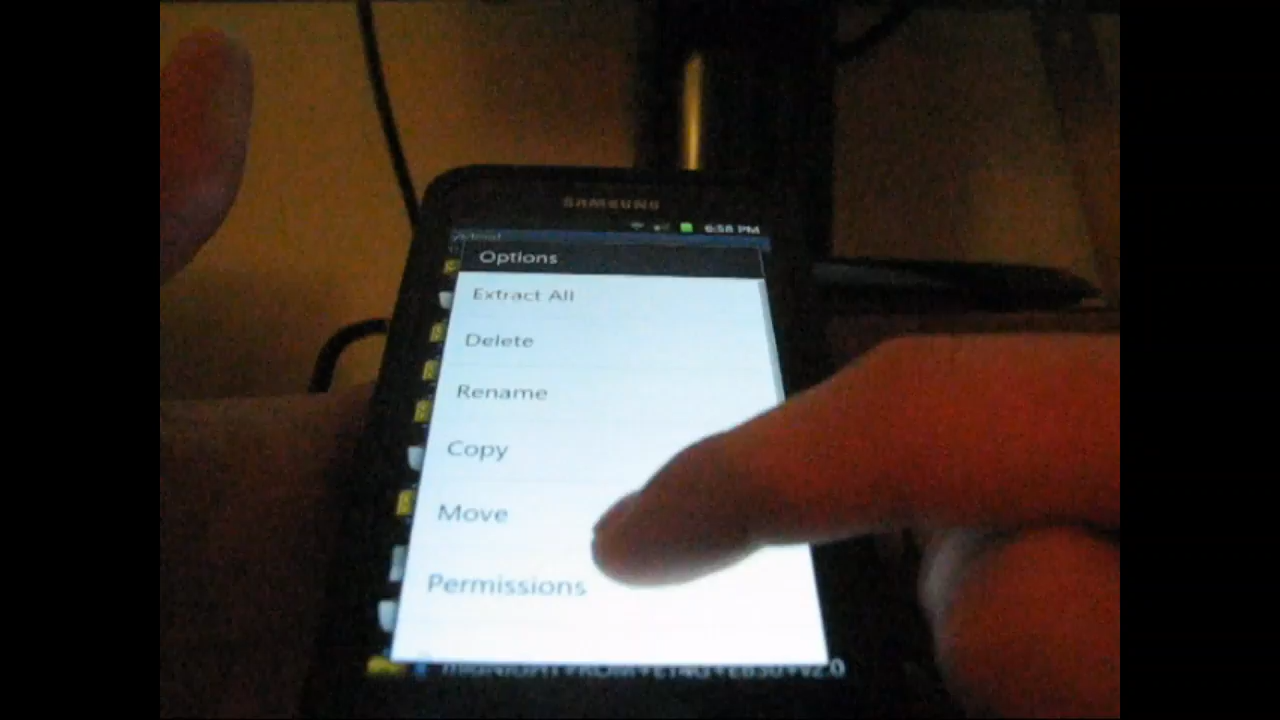 SAMSUNG
6:58 PM
Options
Extract All
Delete
Rename
Copy
Move
Permissions